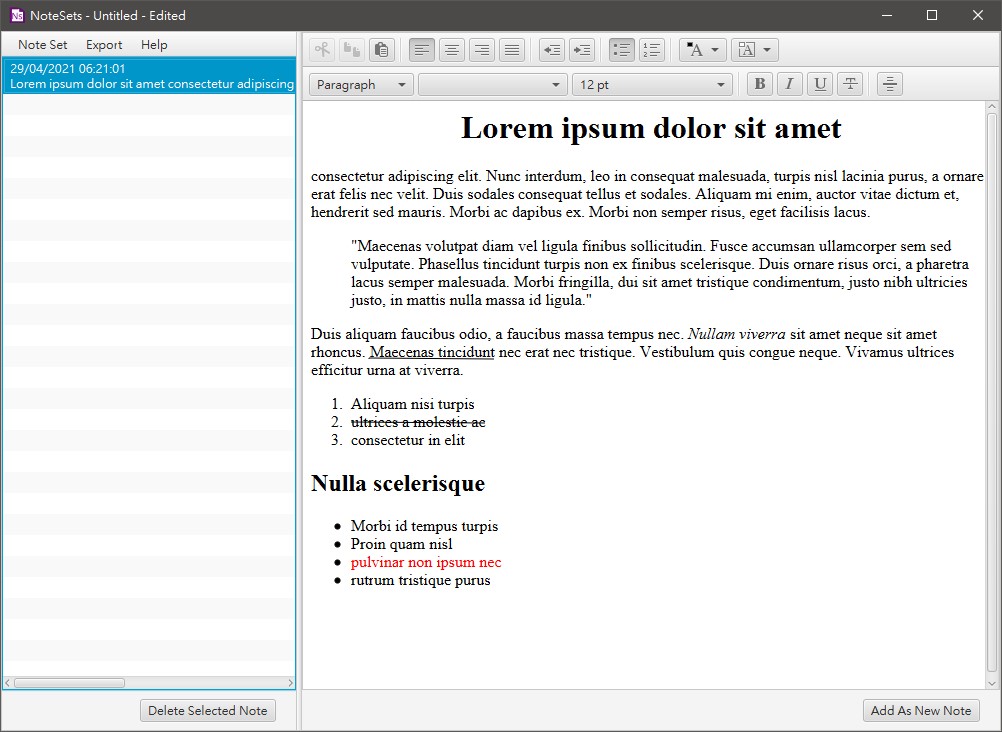 NoteSets - Untitled - Edited
Note Set Export Help
29/04/2021 06:21:01
Lorem ipsum dolor sit amet consectetur adipiscing
Paragraph 12 pt B I U T
Lorem ipsum dolor sit amet
consectetur adipiscing elit. Nunc interdum, leo in consequat malesuada, turpis nisl lacinia purus, a ornare
erat felis nec velit. Duis sodales consequat tellus et sodales. Aliquam mi enim, auctor vitae dictum et,
hendrerit sed mauris. Morbi ac dapibus ex. Morbi non semper risus, eget facilisis lacus.
"Maecenas volutpat diam vel ligula finibus sollicitudin. Fusce accumsan ullamcorper sem sed
vulputate. Phasellus tincidunt turpis non ex finibus scelerisque. Duis ornare risus orci, a pharetra
lacus semper malesuada. Morbi fringilla, dui sit amet tristique condimentum, justo nibh ultricies
justo, in mattis nulla massa id ligula."
Duis aliquam faucibus odio, a faucibus massa tempus nec. Nullam viverra sit amet neque sit amet
rhoncus. Maecenas tincidunt nec erat nec tristique. Vestibulum quis congue neque. Vivamus ultrices
efficitur urna at viverra.
1. Aliquam nisi turpis
2. ultrices a molestie ac
3. consectetur in elit
Nulla scelerisque
• Morbi id tempus turpis
• Proin quam nisl
• pulvinar non ipsum nec
• rutrum tristique purus
Delete Selected Note
Add As New Note